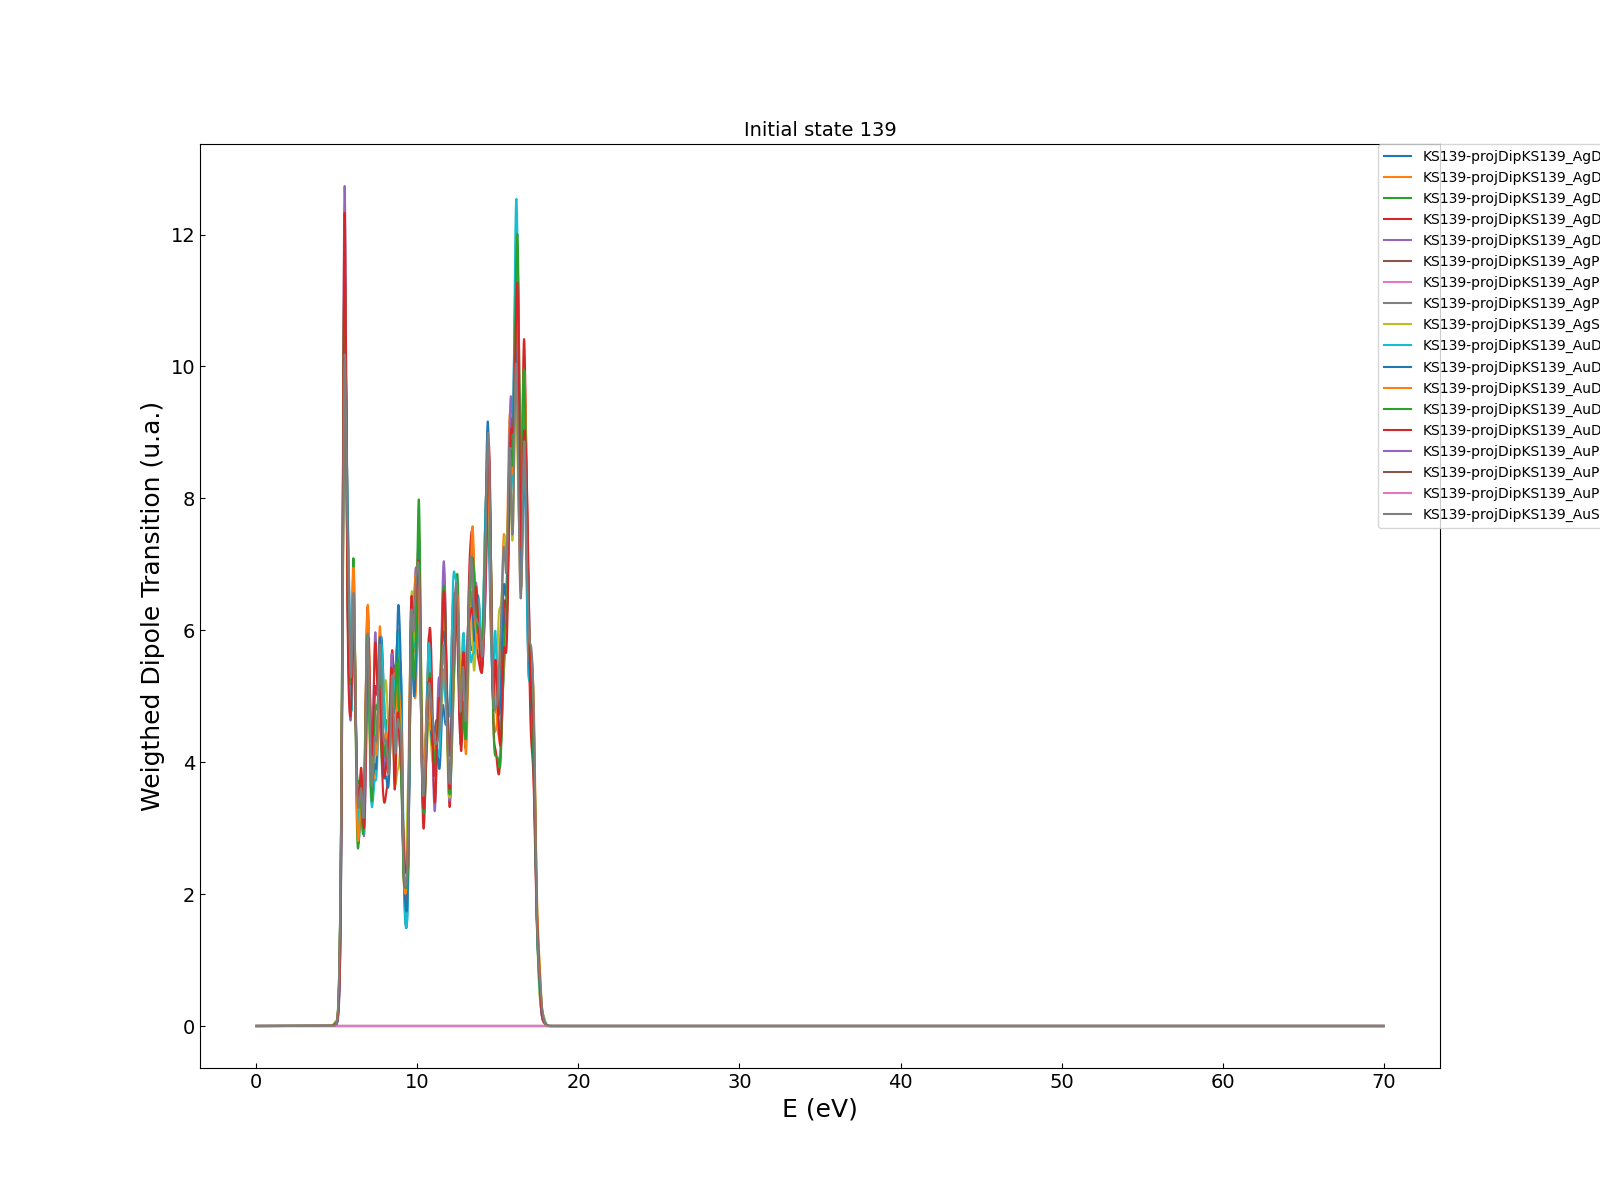 Initial state 139
KS139-projDipKS139_AgD
KS139-projDipKS139_AgD
KS139-projDipKS139_AgD
KS139-projDipKS139_AgD
KS139-projDipKS139_AgD
KS139-projDipKS139_AgP
KS139-projDipKS139_AgP
KS139-projDipKS139_AgP
KS139-projDipKS139_AgS
KS139-projDipKS139_AuD
KS139-projDipKS139_AuD
KS139-projDipKS139_AuD
KS139-projDipKS139_AuD
KS139-projDipKS139_AuD
KS139-projDipKS139_AuP
KS139-projDipKS139_AuP
KS139-projDipKS139_AuP
KS139-projDipKS139_AuS
Weigthed Dipole Transition (u.a.)
12
10
8
6
4
2
0
0 10 20 30 40 50 60 70
E (eV)